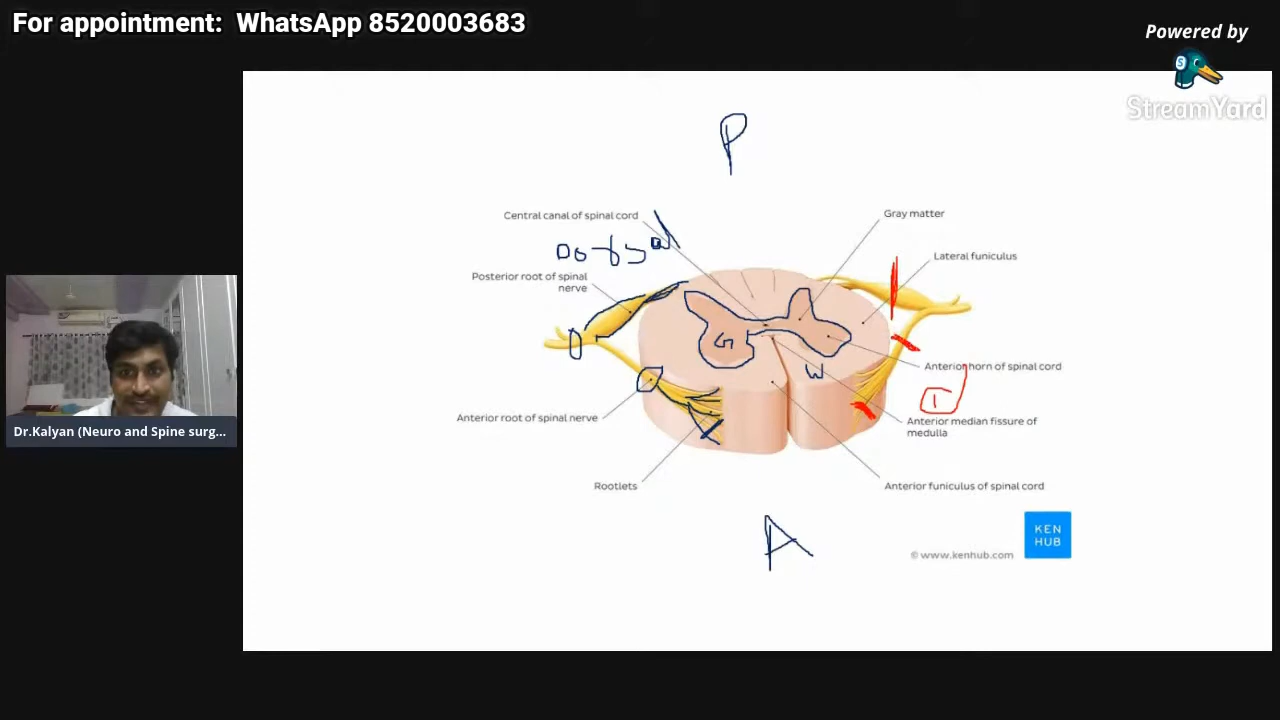 For appointment: WhatsApp 8520003683
Powered by
StreamYard
P
Central canal of spinal cord
Gray matter
Dorsal
Lateral funiculus
Posterior root of spinal
nerve
G
W
Anterior horn of spinal cord
Anterior root of spinal nerve
Anterior median fissure of
medulla
Dr.Kalyan (Neuro and Spine surg...
Rootlets
Anterior funiculus of spinal cord
A
KEN
HUB
© www.kenhub.com